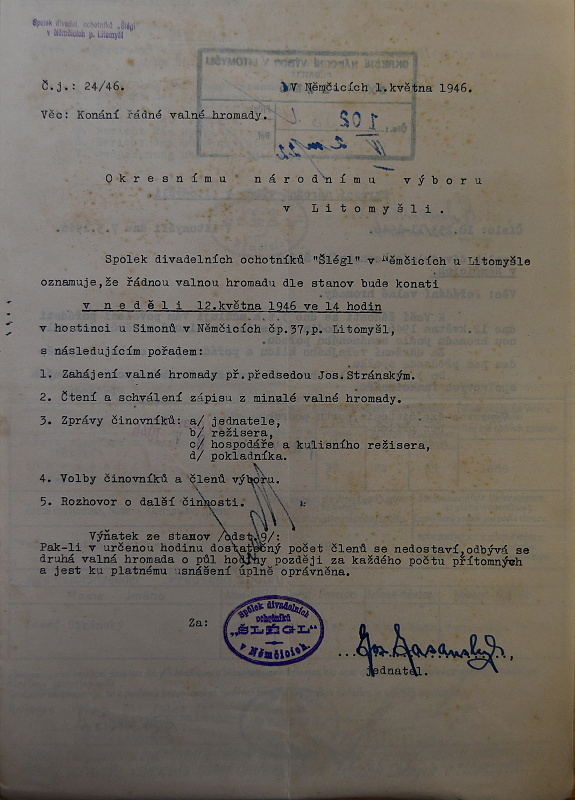 Spolek divadel. ochotníků „Šlégl"
v Němčicích p. Litomyšl
Č.j.: 24/46.
V Němčicích 1.května 1946.
Věc: Konání řádné valné hromady.
OKRESNÍ NÁRODNÍ VÝBOR V LITOMYŠLI
102
Okresnímu národnímu výboru
v Litomyšli.
Spolek divadelních ochotníků "Šlégl" v Němčicích u Litomyšle
oznamuje,že řádnou valnou hromadu dle stanov bude konati
v neděli 12.května 1946 ve 14 hodin
v hostinci u Simonů v Němčicích čp.37,p. Litomyšl,
s následujícím pořadem:
1. Zahájení valné hromady př.předsedou Jos.Stránským.
2. Čtení a schválení zápisu z minulé valné hromady.
3. Zprávy činovníků: a/ jednatele,
b/ režisera,
c/ hospodáře a kulisního režisera,
d/ pokladníka.
4. Volby činovníků a členů výboru.
5. Rozhovor o další činnosti.
Výňatek ze stanov /odst.9/:
Pak-li v určenou hodinu dostatečný počet členů se nedostaví,odbývá se
druhá valná hromada o půl hodiny později za každého počtu přítomných
a jest ku platnému usnášení úplně oprávněna.
Za:
Spolek divadelních
ochotníků
„ŠLÉGL"
v Němčicích.
jednatel.